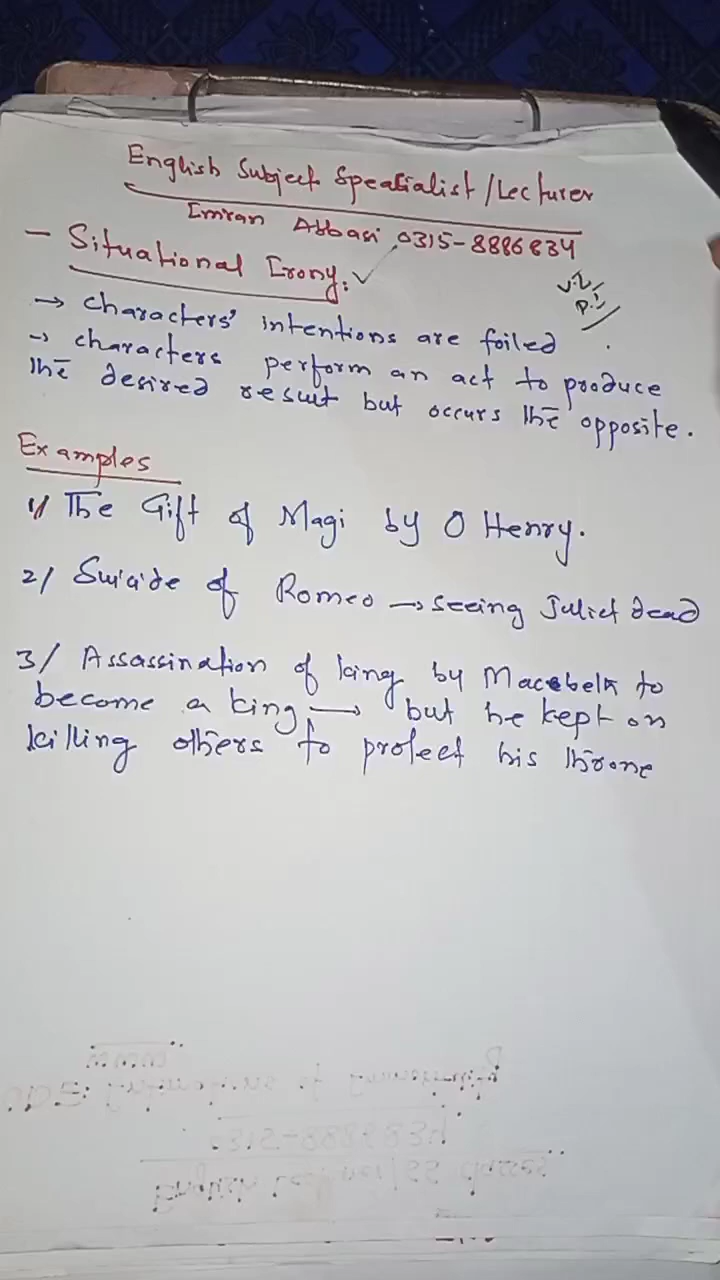 English Subject Specialist/Lecturer
Imran Abbasi 0315-8886834
- Situational Irony:
V.I
P.!
→ characters' intentions are foiled
→ characters perform an act to produce
the desired result but occurs the opposite.
Examples
1/ The Gift of Magi by O Henry.
2/ Suicide of Romeo → seeing Juliet dead
3/ Assassination of king by Macebeth to
become a king → but he kept on
killing others to protect his throne